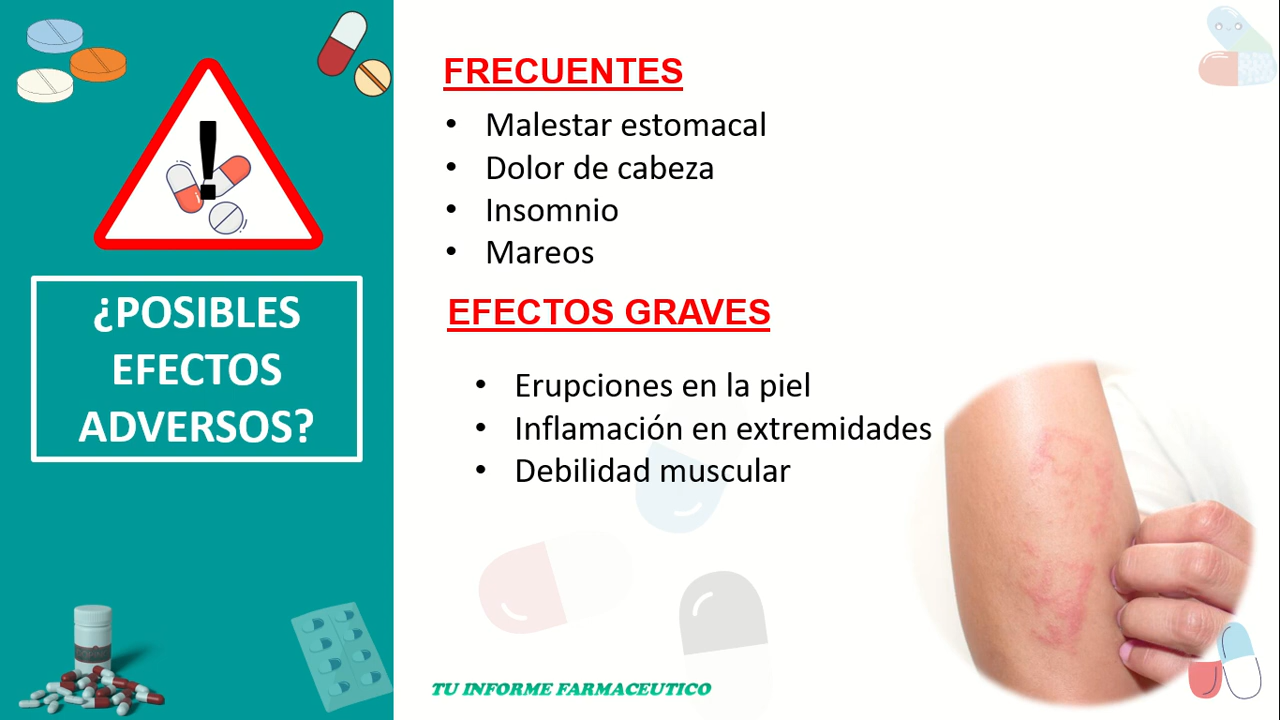 ¿POSIBLES
EFECTOS
ADVERSOS?
FRECUENTES
• Malestar estomacal
• Dolor de cabeza
• Insomnio
• Mareos
EFECTOS GRAVES
• Erupciones en la piel
• Inflamación en extremidades
• Debilidad muscular
TU INFORME FARMACEUTICO